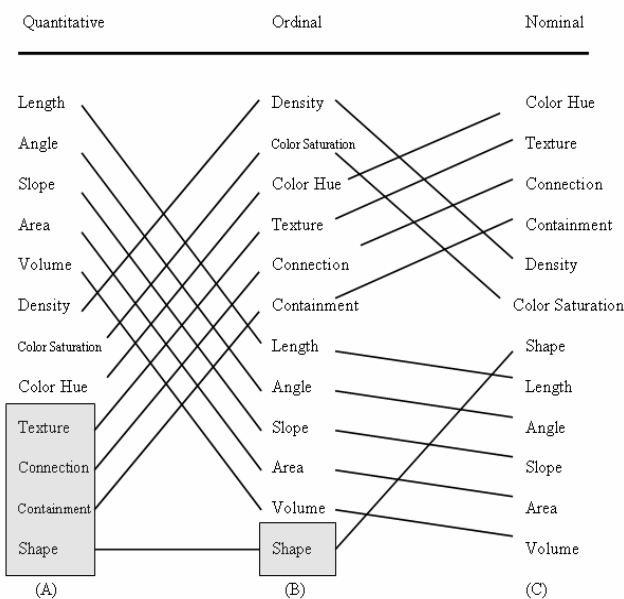 Quantitative Ordinal Nominal
Length Density Color Hue
Angle Color Saturation Texture
Slope Color Hue Connection
Area Texture Containment
Volume Connection Density
Density Containment Color Saturation
Color Saturation Length Shape
Color Hue Angle Length
Texture Slope Angle
Connection Area Slope
Containment Volume Area
Shape Shape Volume
(A) (B) (C)